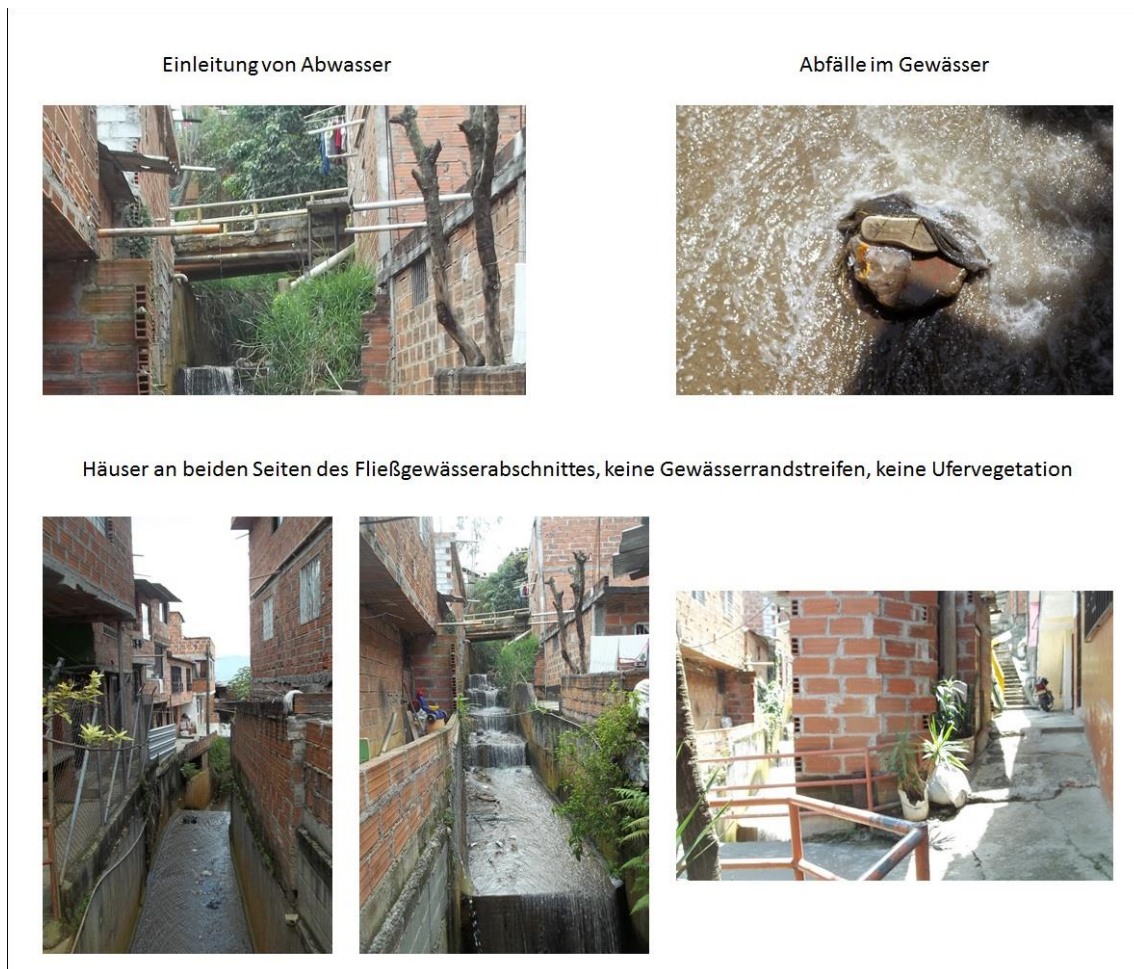 Einleitung von Abwasser
Abfälle im Gewässer
Häuser an beiden Seiten des Fließgewässerabschnittes, keine Gewässerrandstreifen, keine Ufervegetation